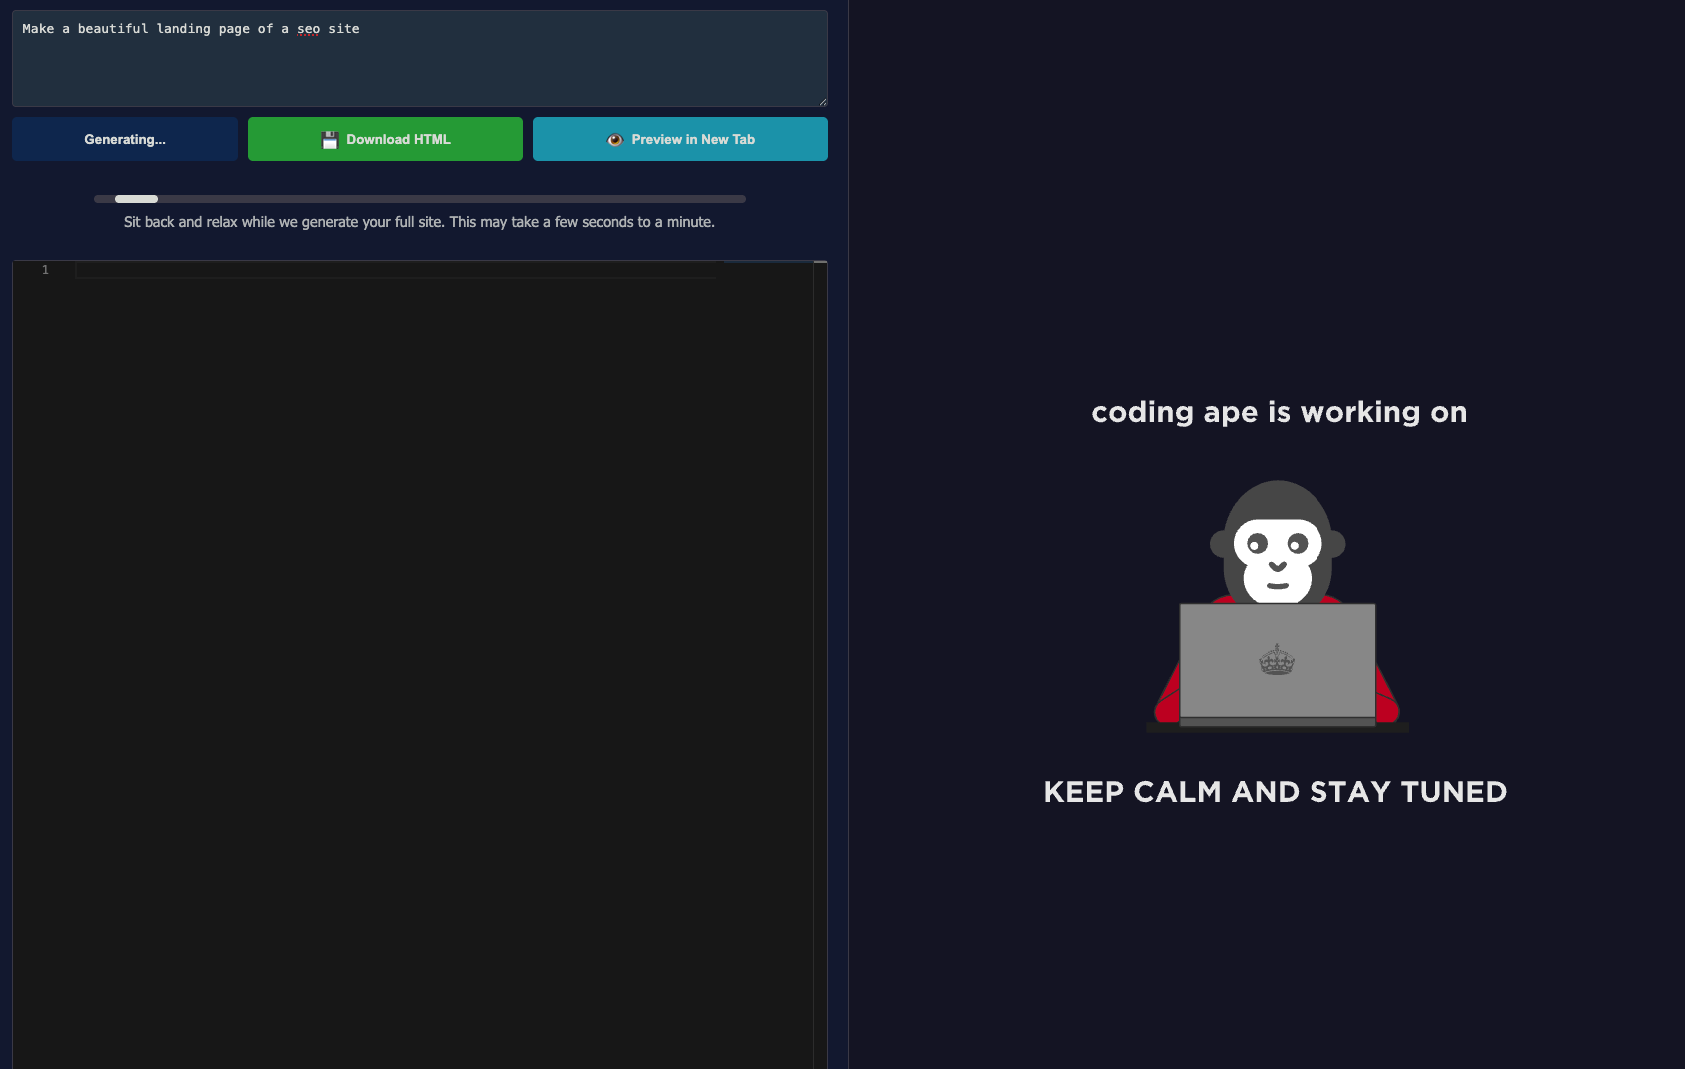 Make a beautiful landing page of a seo site
Generating...
Download HTML
Preview in New Tab
Sit back and relax while we generate your full site. This may take a few seconds to a minute.
1
coding ape is working on
KEEP CALM AND STAY TUNED